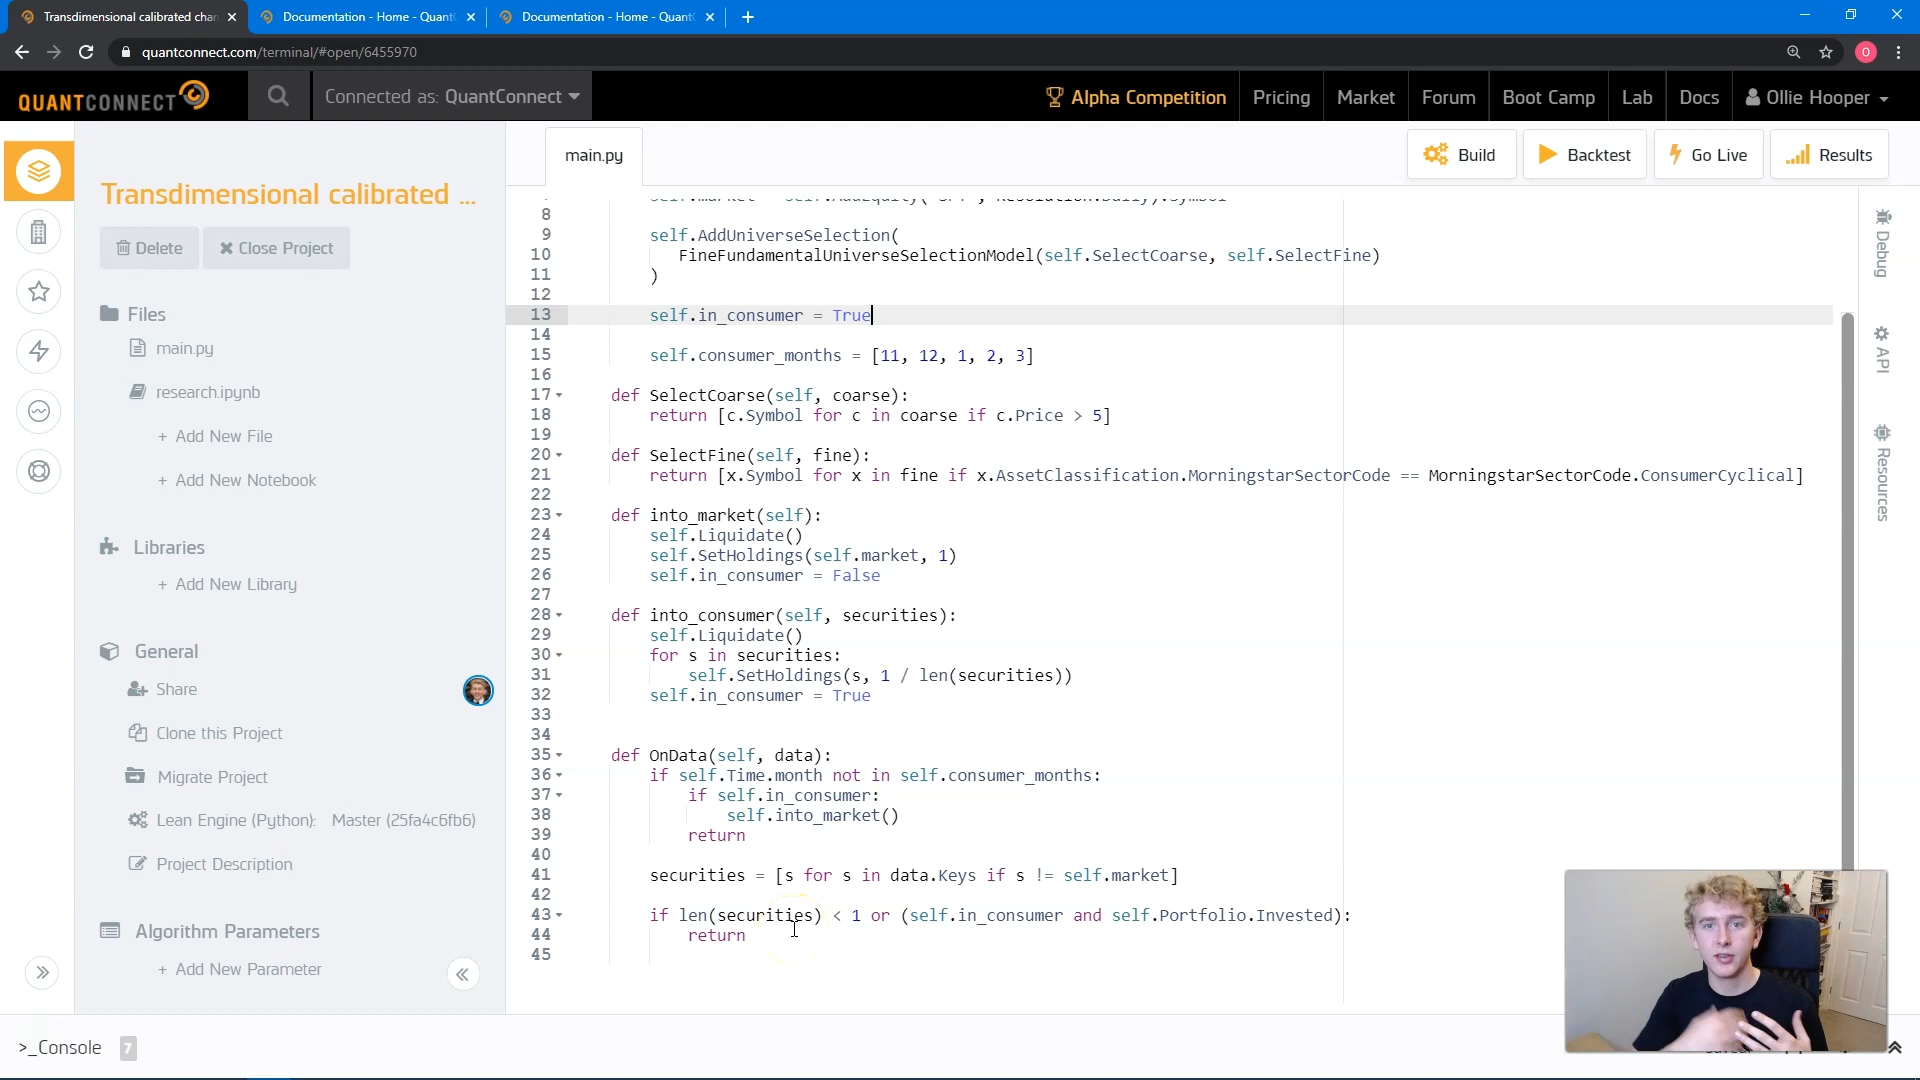 Transdimensional calibrated char
Documentation - Home - QuantC
Documentation - Home - QuantC
quantconnect.com/terminal/#open/6455970
O
QUANTCONNECT
Connected as: QuantConnect
Alpha Competition
Pricing
Market
Forum
Boot Camp
Lab
Docs
Ollie Hooper
main.py
Build
Backtest
Go Live
Results
Transdimensional calibrated ...
Delete
Close Project
Files
main.py
research.ipynb
+ Add New File
+ Add New Notebook
Libraries
+ Add New Library
General
Share
Clone this Project
Migrate Project
Lean Engine (Python): Master (25fa4c6fb6)
Project Description
Algorithm Parameters
+ Add New Parameter
8
9 self.AddUniverseSelection(
10 FineFundamentalUniverseSelectionModel(self.SelectCoarse, self.SelectFine)
11 )
12
13 self.in_consumer = True
14
15 self.consumer_months = [11, 12, 1, 2, 3]
16
17 def SelectCoarse(self, coarse):
18 return [c.Symbol for c in coarse if c.Price > 5]
19
20 def SelectFine(self, fine):
21 return [x.Symbol for x in fine if x.AssetClassification.MorningstarSectorCode == MorningstarSectorCode.ConsumerCyclical]
22
23 def into_market(self):
24 self.Liquidate()
25 self.SetHoldings(self.market, 1)
26 self.in_consumer = False
27
28 def into_consumer(self, securities):
29 self.Liquidate()
30 for s in securities:
31 self.SetHoldings(s, 1 / len(securities))
32 self.in_consumer = True
33
34
35 def OnData(self, data):
36 if self.Time.month not in self.consumer_months:
37 if self.in_consumer:
38 self.into_market()
39 return
40
41 securities = [s for s in data.Keys if s != self.market]
42
43 if len(securities) < 1 or (self.in_consumer and self.Portfolio.Invested):
44 return
45
Debug
API
Resources
>_Console 7